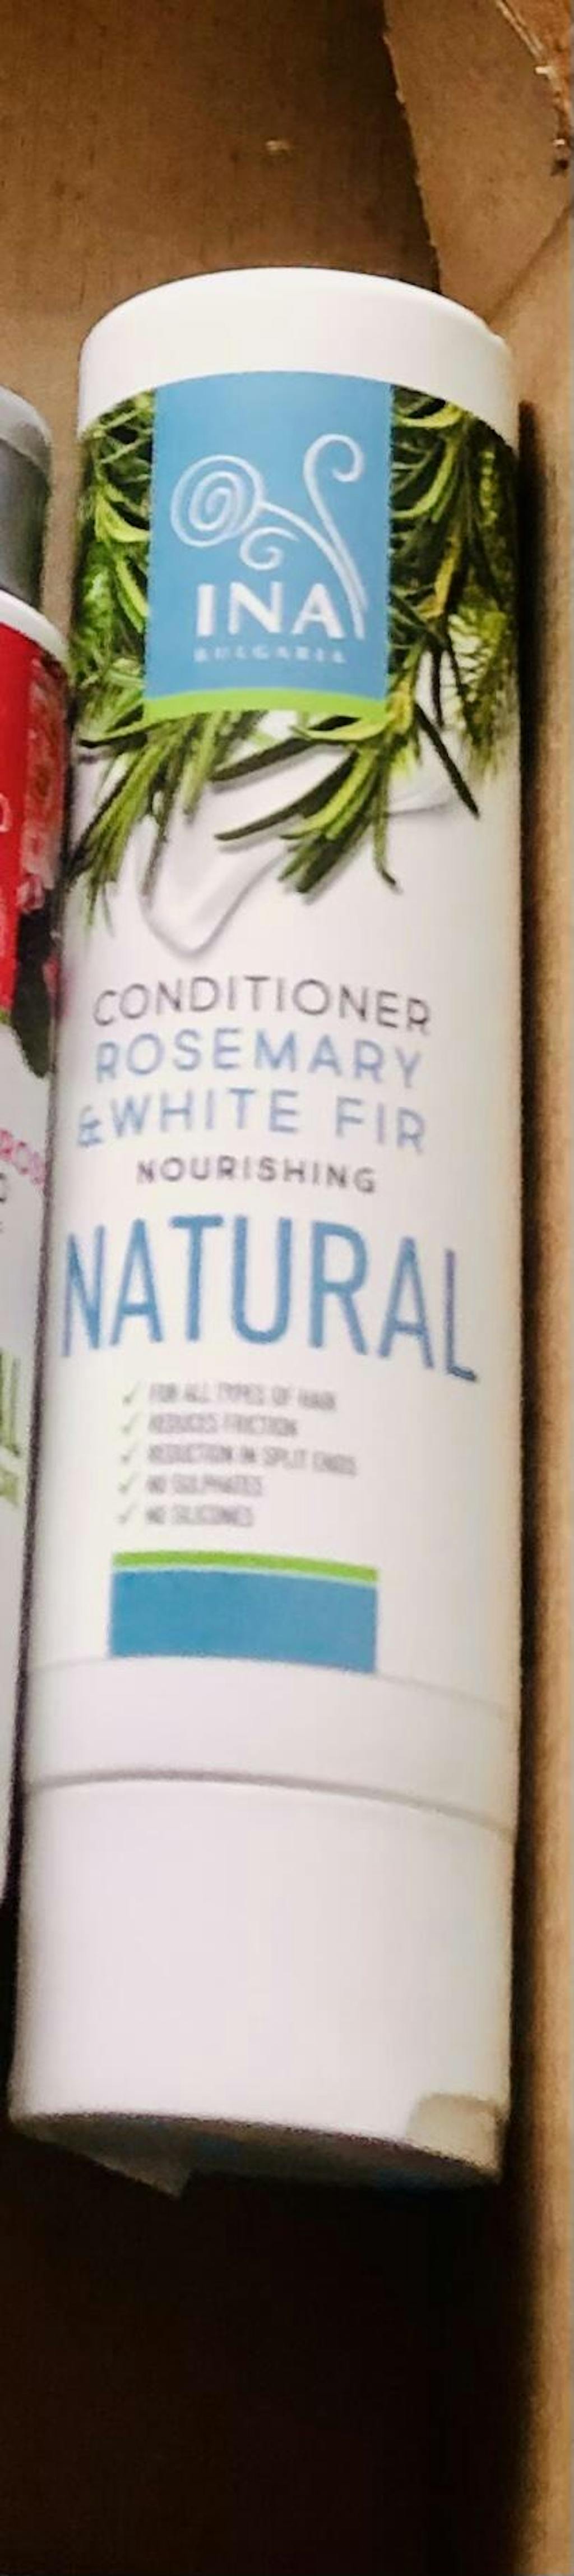 INA
BULGARIA
CONDITIONER
ROSEMARY
& WHITE FIR
NOURISHING
NATURAL
FOR ALL TYPES OF HAIR
REDUCES FRICTION
REDUCTION IN SPLIT ENDS
NO SULPHATES
NO SILICONES